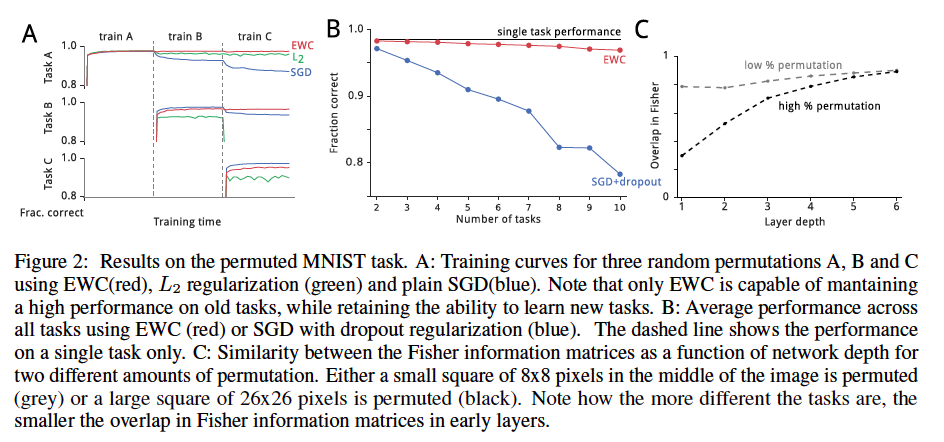 A
train A
train B
train C
Task A
1.0
0.8
EWC
L2
SGD
Task B
1.0
0.8
Task C
1.0
0.8
Frac. correct
Training time
B
Fraction correct
1.0
0.9
0.8
single task performance
EWC
SGD+dropout
2 3 4 5 6 7 8 9 10
Number of tasks
C
Overlap in Fisher
1
0
low % permutation
high % permutation
1 2 3 4 5 6
Layer depth
Figure 2: Results on the permuted MNIST task. A: Training curves for three random permutations A, B and C
using EWC(red), L2 regularization (green) and plain SGD(blue). Note that only EWC is capable of mantaining
a high performance on old tasks, while retaining the ability to learn new tasks. B: Average performance across
all tasks using EWC (red) or SGD with dropout regularization (blue). The dashed line shows the performance
on a single task only. C: Similarity between the Fisher information matrices as a function of network depth for
two different amounts of permutation. Either a small square of 8x8 pixels in the middle of the image is permuted
(grey) or a large square of 26x26 pixels is permuted (black). Note how the more different the tasks are, the
smaller the overlap in Fisher information matrices in early layers.